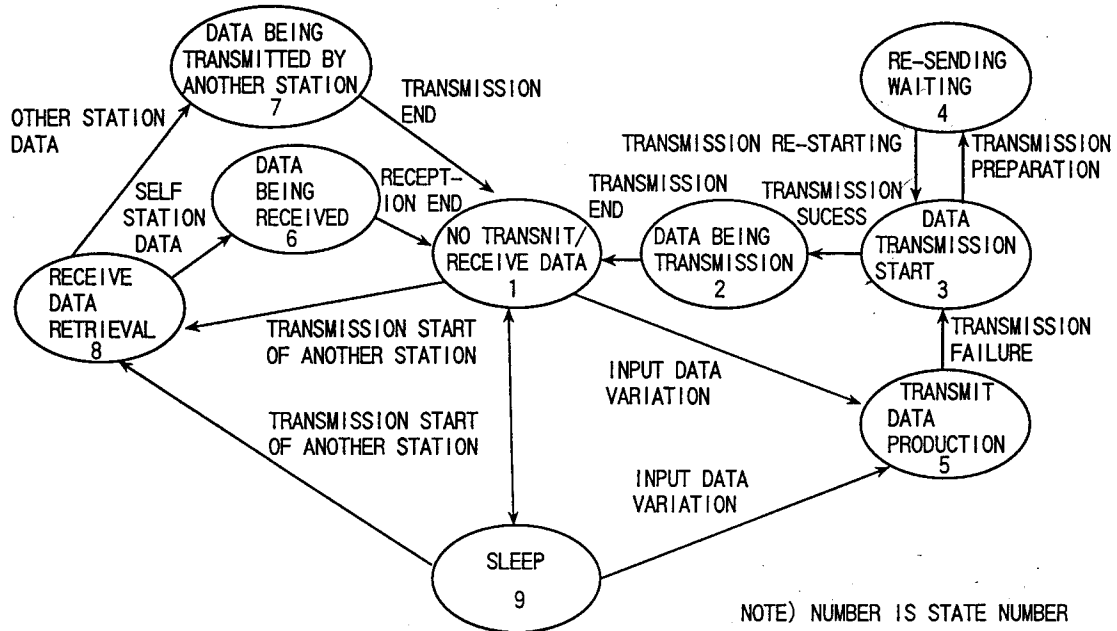 DATA BEING
TRANSMITTED BY
ANOTHER STATION
7
OTHER STATION
DATA
TRANSMISSION
END
SELF
STATION
DATA
DATA
BEING
RECEIVED
6
RECEPT-
ION END
RE-SENDING
WAITING
4
TRANSMISSION RE-STARTING
TRANSMISSION
PREPARATION
TRANSMISSION
END
TRANSMISSION
SUCESS
NO TRANSNIT/
RECEIVE DATA
1
DATA BEING
TRANSMISSION
2
DATA
TRANSMISSION
START
3
RECEIVE
DATA
RETRIEVAL
8
TRANSMISSION START
OF ANOTHER STATION
TRANSMISSION
FAILURE
INPUT DATA
VARIATION
TRANSMIT
DATA
PRODUCTION
5
TRANSMISSION START
OF ANOTHER STATION
INPUT DATA
VARIATION
SLEEP
9
NOTE) NUMBER IS STATE NUMBER